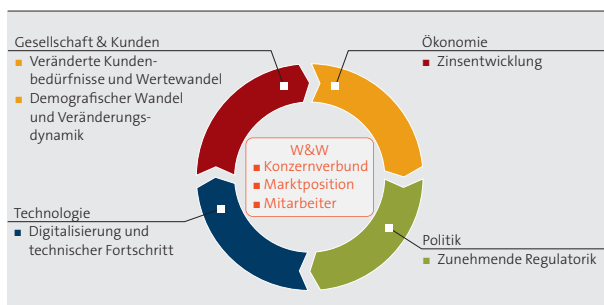 Gesellschaft & Kunden
Veränderte Kunden-
bedürfnisse und Wertewandel
Demografischer Wandel
und Veränderungs-
dynamik
Ökonomie
Zinsentwicklung
W&W
Konzernverbund
Marktposition
Mitarbeiter
Technologie
Digitalisierung und
technischer Fortschritt
Politik
Zunehmende Regulatorik